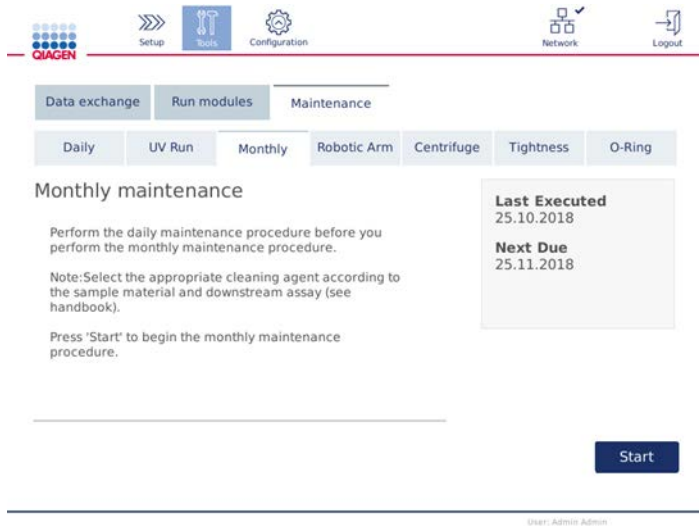 QIAGEN
Setup
Tools
Configuration
Network
Logout
Data exchange
Run modules
Maintenance
Daily
UV Run
Monthly
Robotic Arm
Centrifuge
Tightness
O-Ring
Monthly maintenance
Perform the daily maintenance procedure before you
perform the monthly maintenance procedure.
Note:Select the appropriate cleaning agent according to
the sample material and downstream assay (see
handbook).
Press 'Start' to begin the monthly maintenance
procedure.
Last Executed
25.10.2018
Next Due
25.11.2018
Start
User: Admin Admin